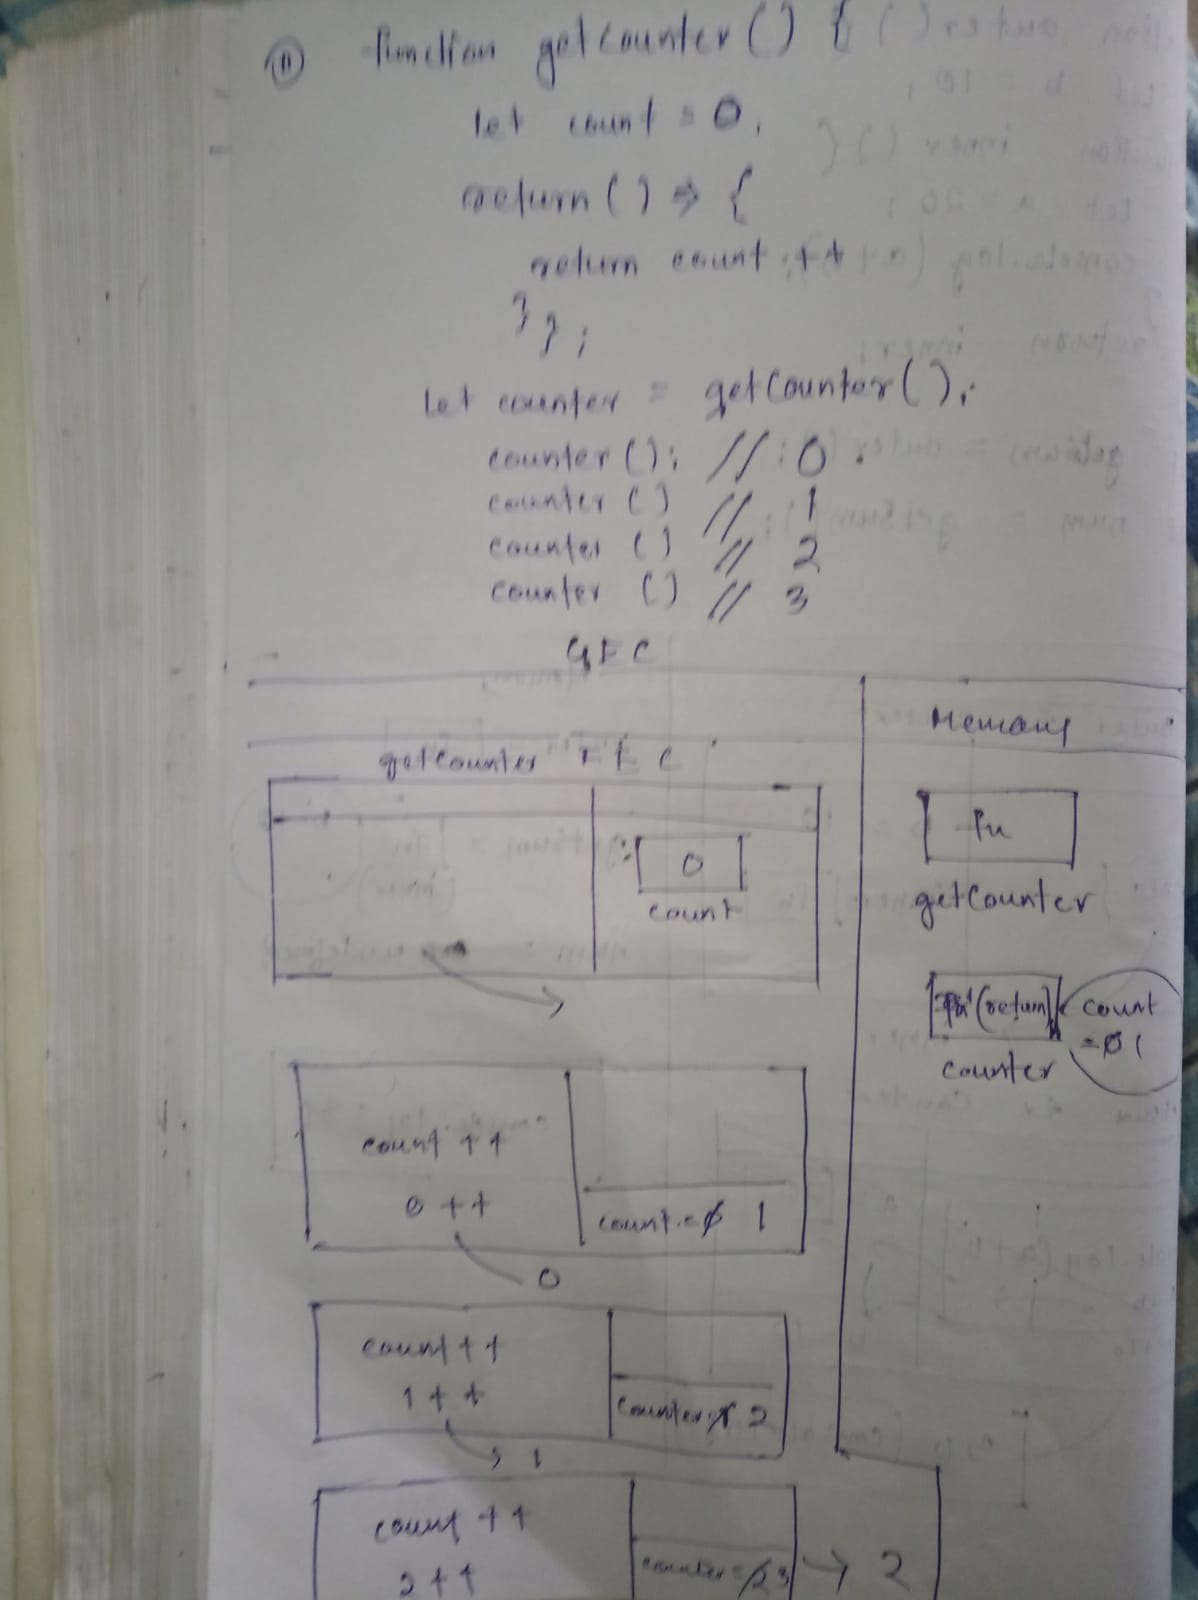 11 function getcounter () {
let count = 0,
return () => {
return count ++
}
};
Let counter = getCounter();
counter (); // : 0 .
counter () // 1
counter () // 2
counter () // 3
GEC
Memory
getCounter FEC
fn
getCounter
0
count
(return) count
= 0 1
counter
count ++
0 ++
count = 0 1
0
count ++
1 ++
counter = 1 2
1
count ++
2 ++
counter = 2 3
2